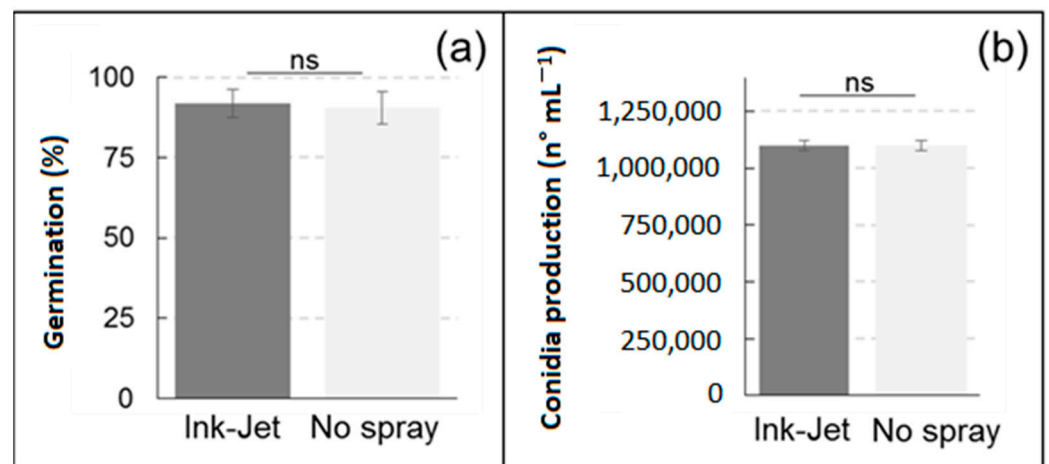 (a)
ns
Germination (%)
100
75
50
25
0
Ink-Jet No spray
(b)
ns
Conidia production (n° mL⁻¹)
1,250,000
1,000,000
750,000
500,000
250,000
0
Ink-Jet No spray